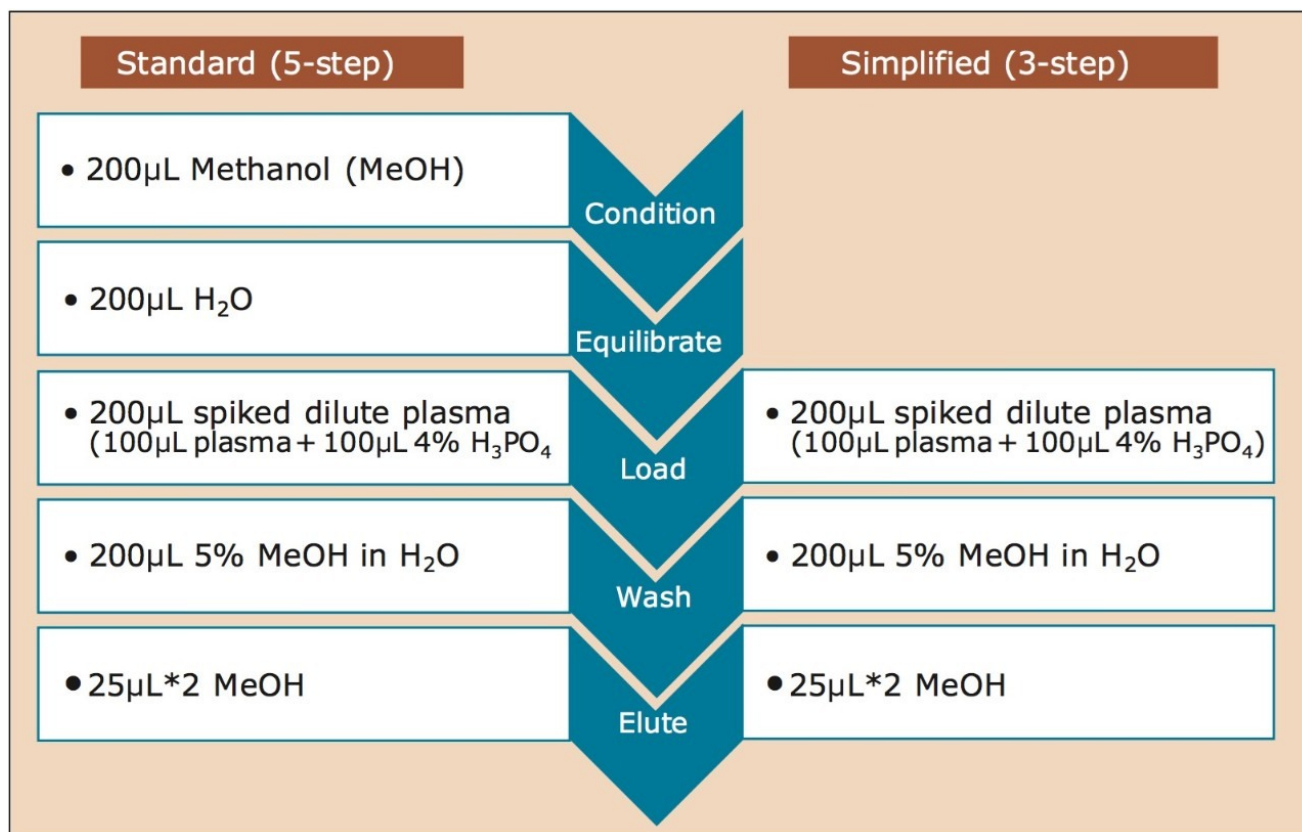 Standard (5-step)
Simplified (3-step)
• 200µL Methanol (MeOH)
Condition
• 200µL H₂O
Equilibrate
• 200µL spiked dilute plasma
(100µL plasma + 100µL 4% H₃PO₄
Load
• 200µL spiked dilute plasma
(100µL plasma + 100µL 4% H₃PO₄)
• 200µL 5% MeOH in H₂O
Wash
• 200µL 5% MeOH in H₂O
• 25µL*2 MeOH
Elute
• 25µL*2 MeOH